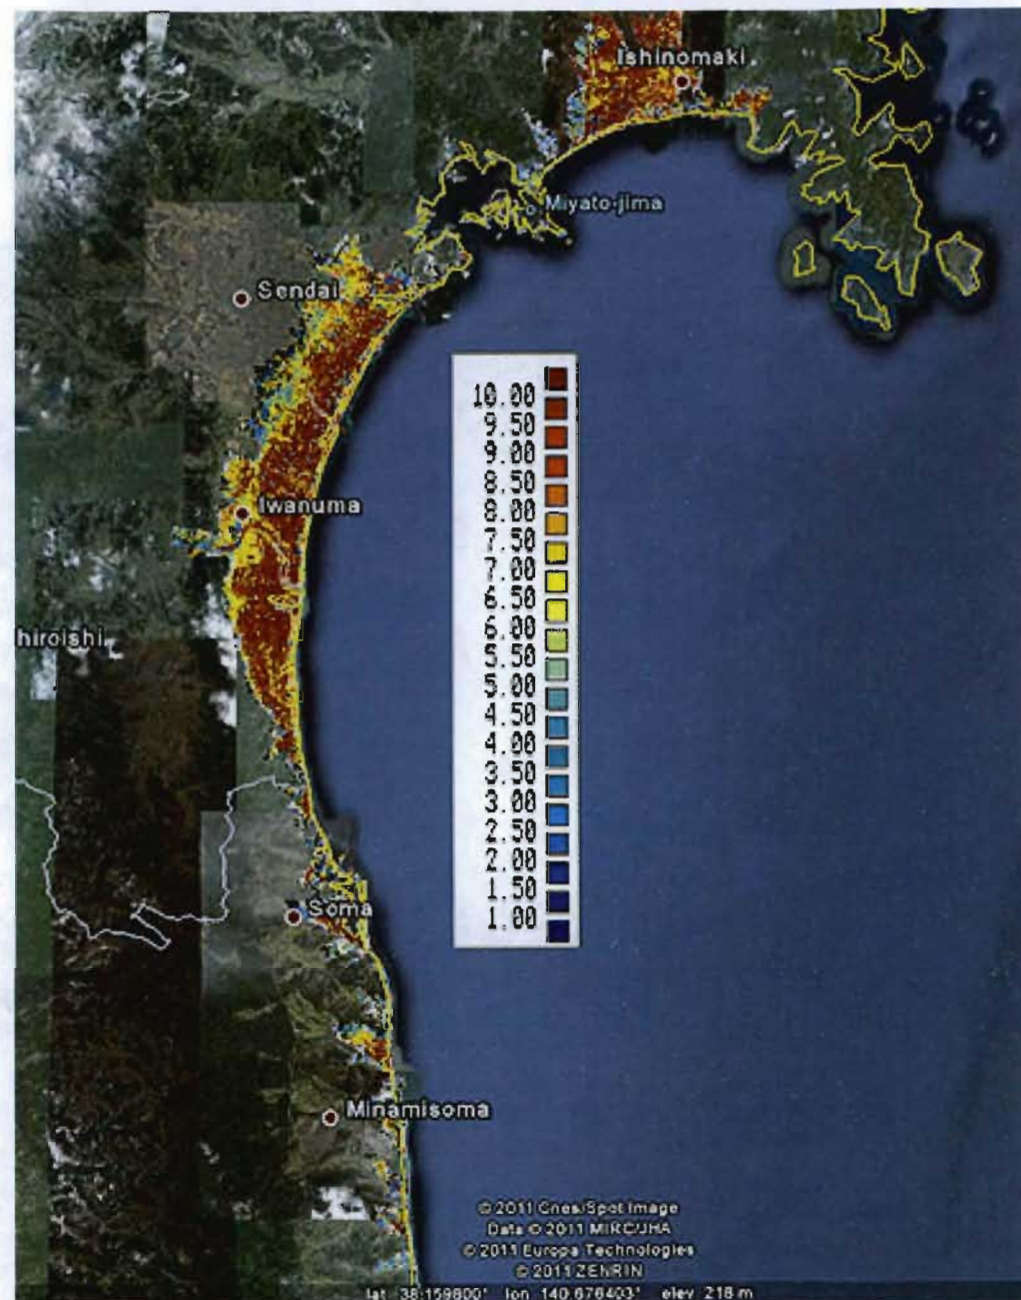 Ishinomaki
Miyato-jima
Sendai
10.00
9.50
9.00
8.50
8.00
7.50
7.00
6.50
6.00
5.50
5.00
4.50
4.00
3.50
3.00
2.50
2.00
1.50
1.00
Iwanuma
hiroishi
Soma
Minamisoma
© 2011 Cnes/Spot Image
Data © 2011 MIRC/JHA
© 2011 Europa Technologies
© 2011 ZENRIN
lat 38.159800° lon 140.676403° elev 218 m